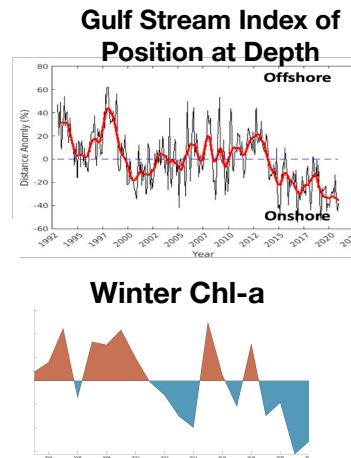 Gulf Stream Index of
Position at Depth
80
60
40
20
0
-20
-40
-60
Distance Anomly (%)
Offshore
Onshore
1992 1995 1997 2000 2002 2005 2007 2010 2012 2015 2017 2020
Year
Winter Chl-a